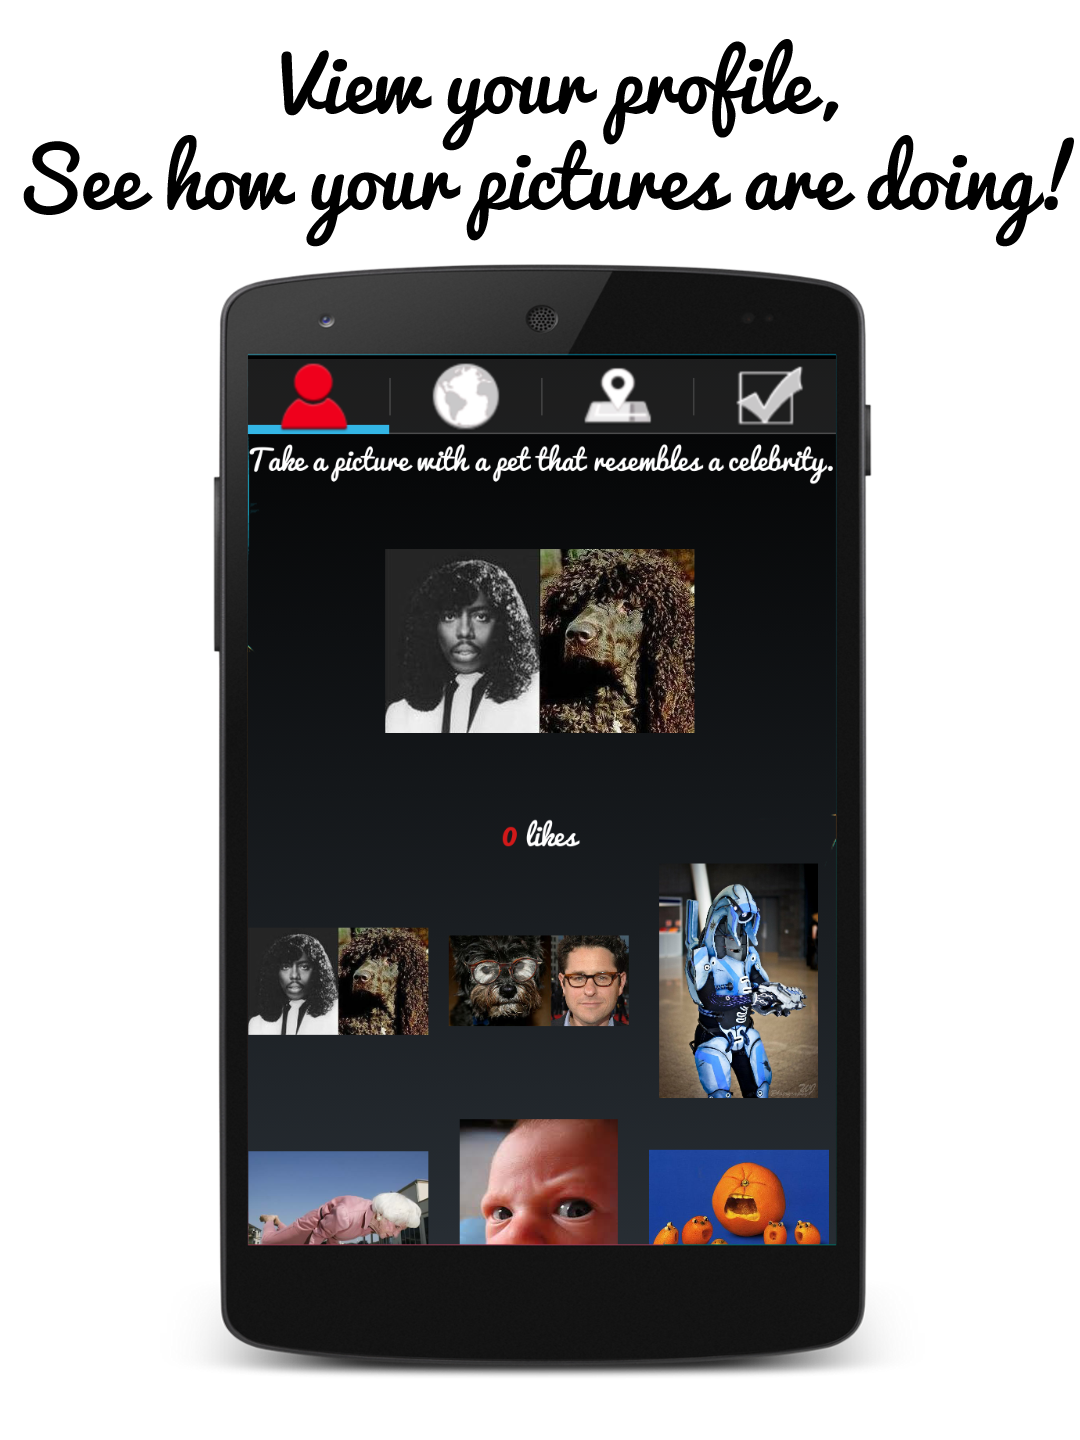 View your profile,
See how your pictures are doing!
Take a picture with a pet that resembles a celebrity.
0 likes